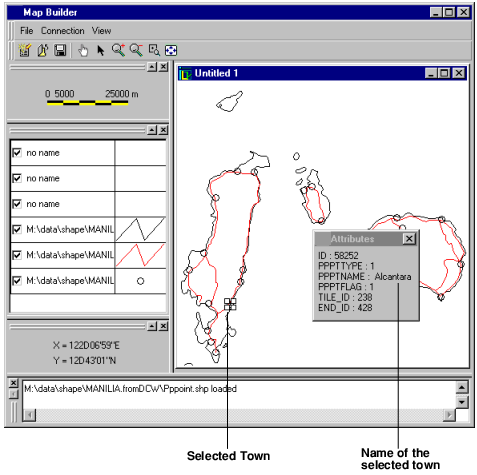 Map Builder
File Connection View
Untitled 1
0 5000 25000 m
no name
no name
no name
M:\data\shape\MANIL
M:\data\shape\MANIL
M:\data\shape\MANIL
Attributes
ID : 58252
PPPTTYPE : 1
PPPTNAME : Alcantara
PPPTFLAG : 1
TILE_ID : 238
END_ID : 428
X = 122D06'59"E
Y = 12D43'01"N
M:\data\shape\MANILIA.fromDCW\Pppoint.shp loaded
Selected Town
Name of the
selected town